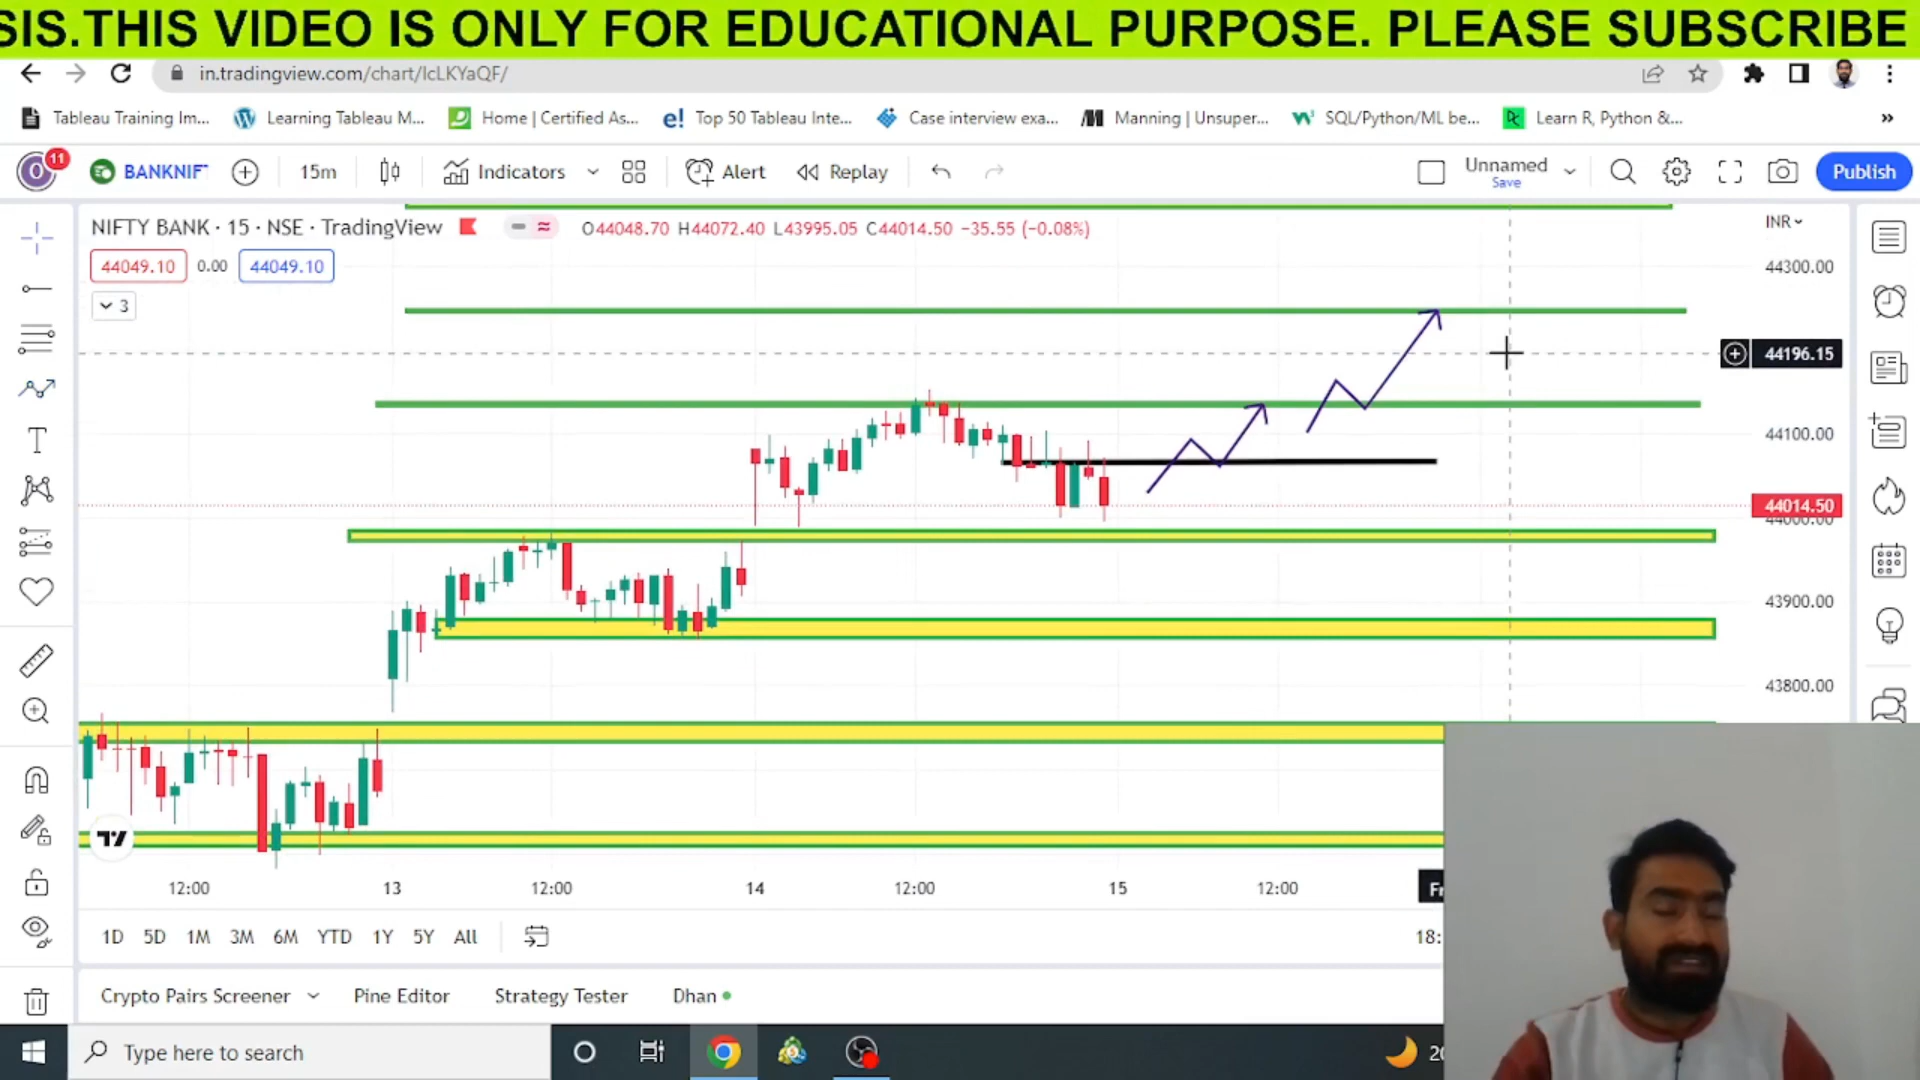 SIS.THIS VIDEO IS ONLY FOR EDUCATIONAL PURPOSE. PLEASE SUBSCRIBE
in.tradingview.com/chart/IcLKYaQF/
Tableau Training Im... Learning Tableau M... Home | Certified As... Top 50 Tableau Inte... Case interview exa... Manning | Unsuper... SQL/Python/ML be... Learn R, Python &... »
O 11 BANKNIF 15m Indicators Alert Replay Unnamed Save Publish
NIFTY BANK · 15 · NSE · TradingView O44048.70 H44072.40 L43995.05 C44014.50 −35.55 (−0.08%) INR
44049.10 0.00 44049.10
44300.00
3
44196.15
44100.00
44014.50
44000.00
43900.00
43800.00
12:00 13 12:00 14 12:00 15 12:00 Fr
1D 5D 1M 3M 6M YTD 1Y 5Y All 18:
Crypto Pairs Screener Pine Editor Strategy Tester Dhan
Type here to search 20